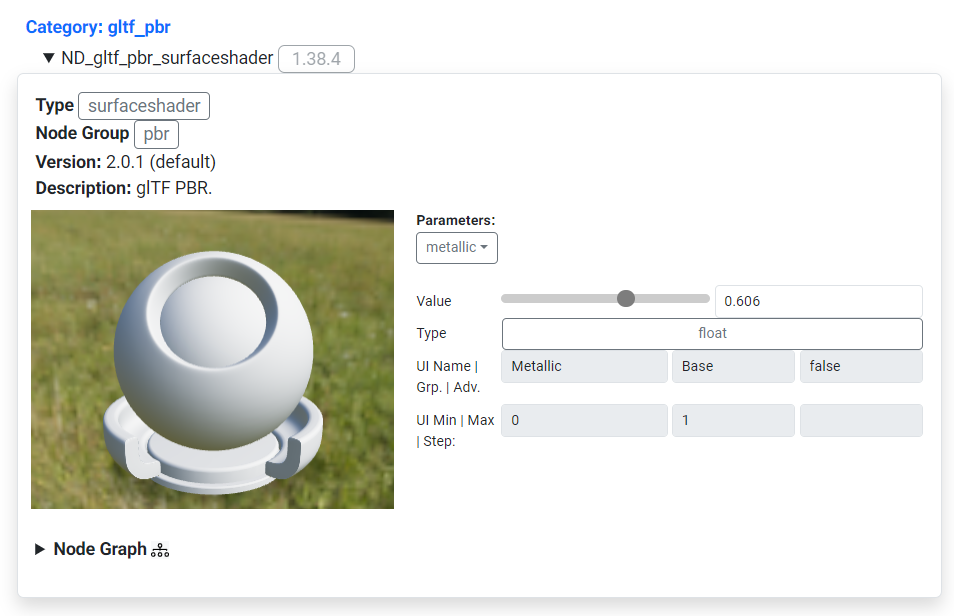 Category: gltf_pbr
ND_gltf_pbr_surfaceshader 1.38.4
Type surfaceshader
Node Group pbr
Version: 2.0.1 (default)
Description: glTF PBR.
Parameters:
metallic
Value 0.606
Type float
UI Name | Metallic Base false
Grp. | Adv.
UI Min | Max 0 1
| Step:
Node Graph